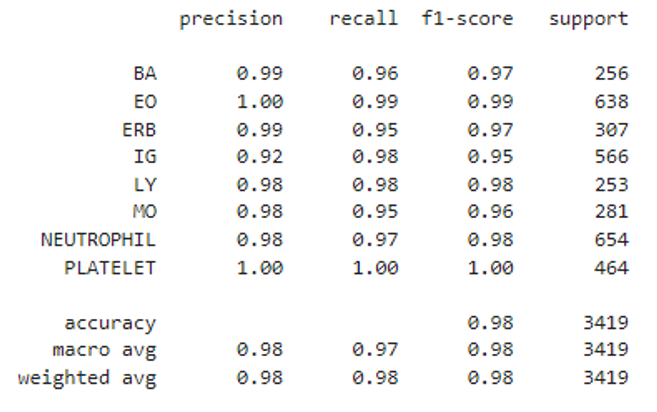 precision recall f1-score support
BA 0.99 0.96 0.97 256
EO 1.00 0.99 0.99 638
ERB 0.99 0.95 0.97 307
IG 0.92 0.98 0.95 566
LY 0.98 0.98 0.98 253
MO 0.98 0.95 0.96 281
NEUTROPHIL 0.98 0.97 0.98 654
PLATELET 1.00 1.00 1.00 464
accuracy 0.98 3419
macro avg 0.98 0.97 0.98 3419
weighted avg 0.98 0.98 0.98 3419